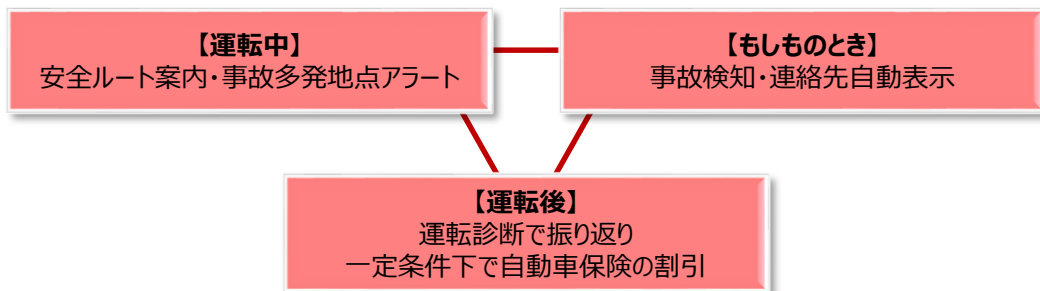 【運転中】
安全ルート案内・事故多発地点アラート
【もしものとき】
事故検知・連絡先自動表示
【運転後】
運転診断で振り返り
一定条件下で自動車保険の割引